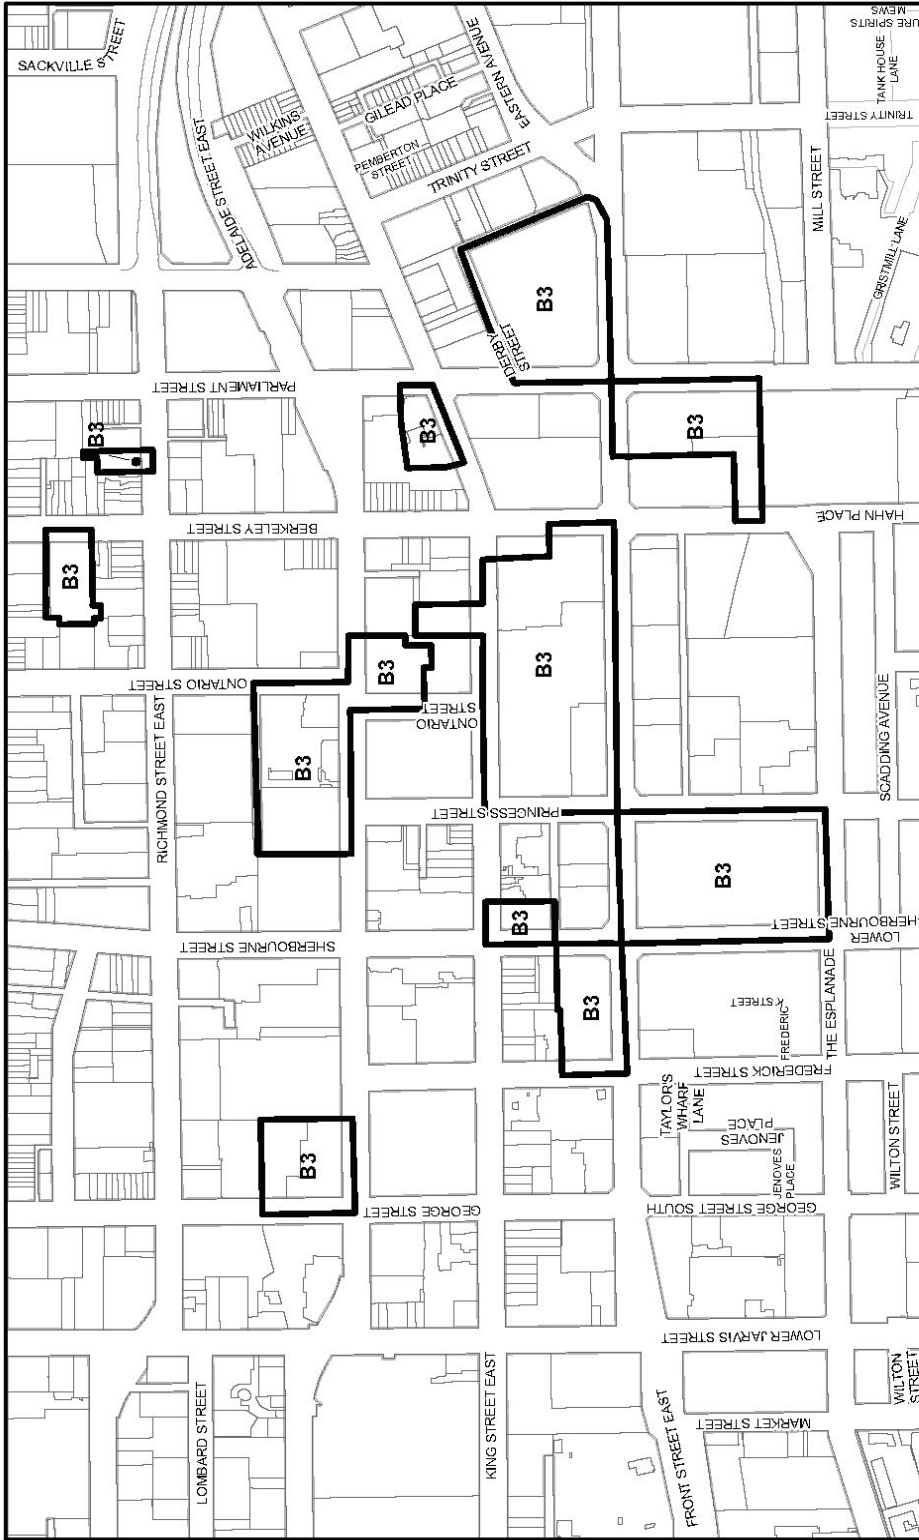 SACKVILLE STREET
ADELAIDE STREET EAST
WILKINS
AVENUE
GILEAD PLACE
PEMBERTON
STREET
EASTERN AVENUE
TRINITY STREET
MILL STREET
TANK HOUSE
LANE
TRINITY STREET
URE SPIRITS
MEWS
GRISTMILL LANE
DERBY
STREET
B3
PARLIAMENT STREET
B3
B3
B3
BERKELEY STREET
HAHN PLACE
B3
ONTARIO STREET
RICHMOND STREET EAST
B3
B3
ONTARIO
STREET
B3
PRINCESS STREET
SCADDING AVENUE
B3
B3
SHERBOURNE STREET
LOWER
SHERBOURNE STREET
B3
K STREET
FREDERIC
THE ESPLANADE
FREDERICK STREET
TAYLOR'S
WHARF
LANE
JENOVES
PLACE
JENOVES
PLACE
WILTON STREET
B3
GEORGE STREET
GEORGE STREET SOUTH
LOWER JARVIS STREET
LOMBARD STREET
KING STREET EAST
FRONT STREET EAST
MARKET STREET
WILTON
STREET